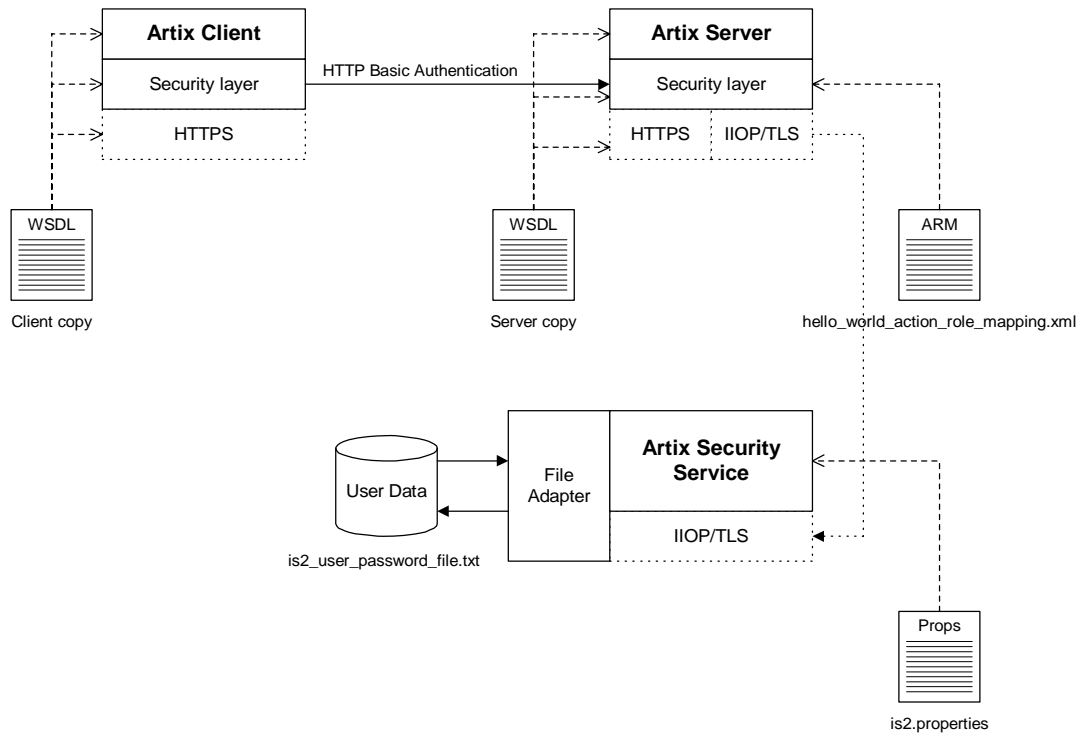 Artix Client
Artix Server
HTTP Basic Authentication
Security layer
Security layer
HTTPS
HTTPS
IIOP/TLS
WSDL
WSDL
ARM
Client copy
Server copy
hello_world_action_role_mapping.xml
User Data
File
Adapter
Artix Security
Service
IIOP/TLS
is2_user_password_file.txt
Props
is2.properties